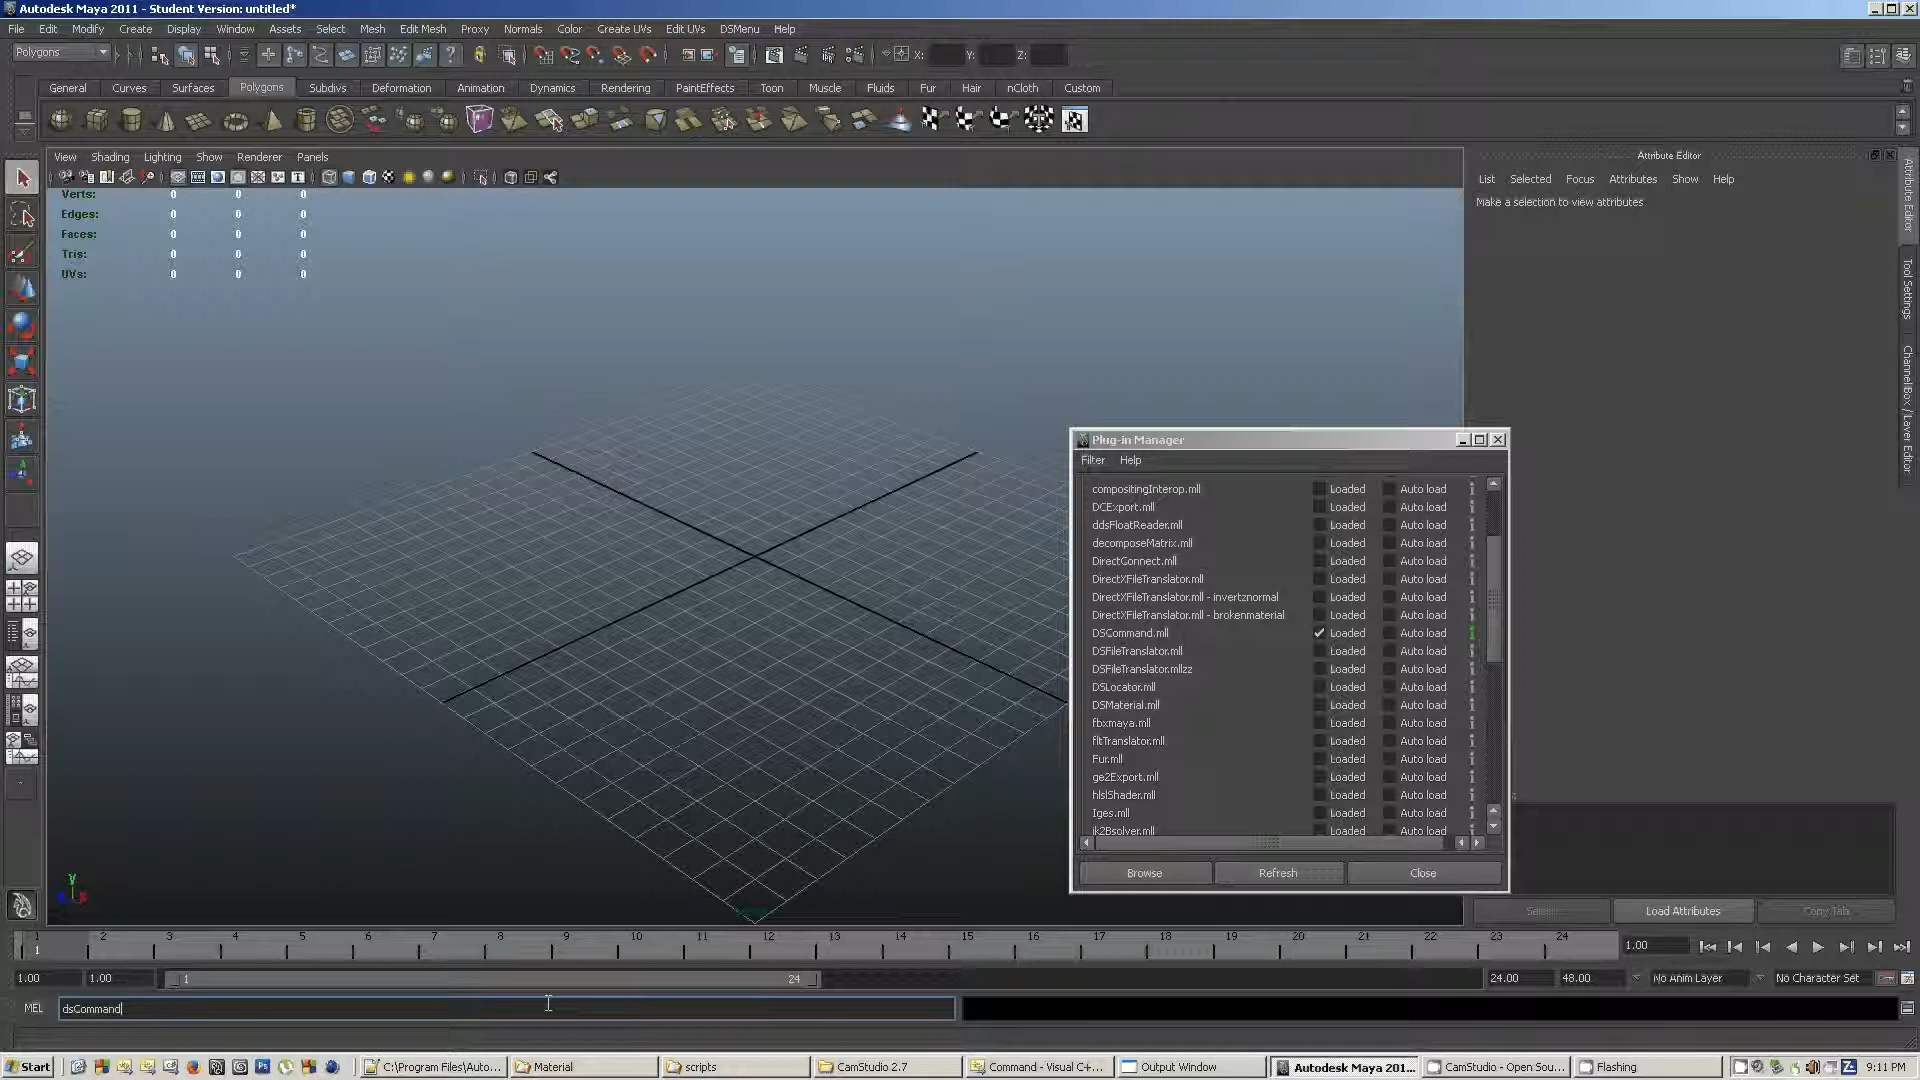 Autodesk Maya 2011 - Student Version: untitled*
File Edit Modify Create Display Window Assets Select Mesh Edit Mesh Proxy Normals Color Create UVs Edit UVs DSMenu Help
Polygons X: Y: Z:
General Curves Surfaces Polygons Subdivs Deformation Animation Dynamics Rendering PaintEffects Toon Muscle Fluids Fur Hair nCloth Custom
View Shading Lighting Show Renderer Panels
Verts: 0 0 0
Edges: 0 0 0
Faces: 0 0 0
Tris: 0 0 0
UVs: 0 0 0
Attribute Editor
List Selected Focus Attributes Show Help
Make a selection to view attributes
Attribute Editor
Tool Settings
Channel Box / Layer Editor
Plug-in Manager
Filter Help
compositingInterop.mll Loaded Auto load i
DCExport.mll Loaded Auto load i
ddsFloatReader.mll Loaded Auto load i
decomposeMatrix.mll Loaded Auto load i
DirectConnect.mll Loaded Auto load i
DirectXFileTranslator.mll Loaded Auto load i
DirectXFileTranslator.mll - invertznormal Loaded Auto load i
DirectXFileTranslator.mll - brokenmaterial Loaded Auto load i
DSCommand.mll Loaded Auto load i
DSFileTranslator.mll Loaded Auto load i
DSFileTranslator.mllzz Loaded Auto load i
DSLocator.mll Loaded Auto load i
DSMaterial.mll Loaded Auto load i
fbxmaya.mll Loaded Auto load i
fltTranslator.mll Loaded Auto load i
Fur.mll Loaded Auto load i
ge2Export.mll Loaded Auto load i
hlslShader.mll Loaded Auto load i
Iges.mll Loaded Auto load i
ik2Bsolver.mll Loaded Auto load i
Browse Refresh Close
y
Select Load Attributes Copy Tab
1 2 3 4 5 6 7 8 9 10 11 12 13 14 15 16 17 18 19 20 21 22 23 24
1 1.00
1.00 1.00 1 24 24.00 48.00 No Anim Layer No Character Set
MEL dsCommand
Start C:\Program Files\Auto... Material scripts CamStudio 2.7 Command - Visual C+... Output Window Autodesk Maya 201... CamStudio - Open Sou... Flashing 9:11 PM